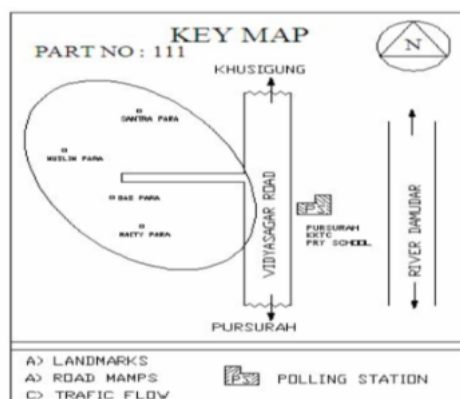 KEY MAP
PART NO : 111
N
KHUSIGUNG
SANTRA PARA
MUSLIM PARA
DAS PARA
MAITY PARA
VIDYASAGAR ROAD
PS
PURSURAH
PRY SCHOOL
RIVER DAMUDAR
PURSURAH
A) LANDMARKS
A) ROAD MAMPS
C) TRAFIC FLOW
PS
POLLING STATION